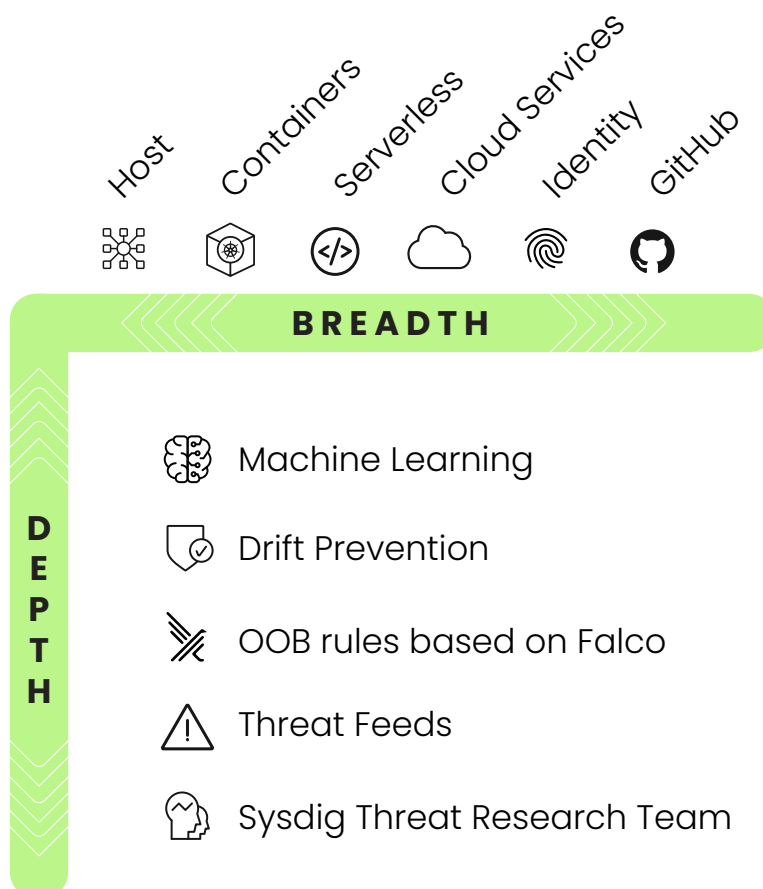 Host
Containers
Serverless
Cloud Services
Identity
GitHub
</>
BREADTH
DEPTH
Machine Learning
Drift Prevention
OOB rules based on Falco
Threat Feeds
Sysdig Threat Research Team